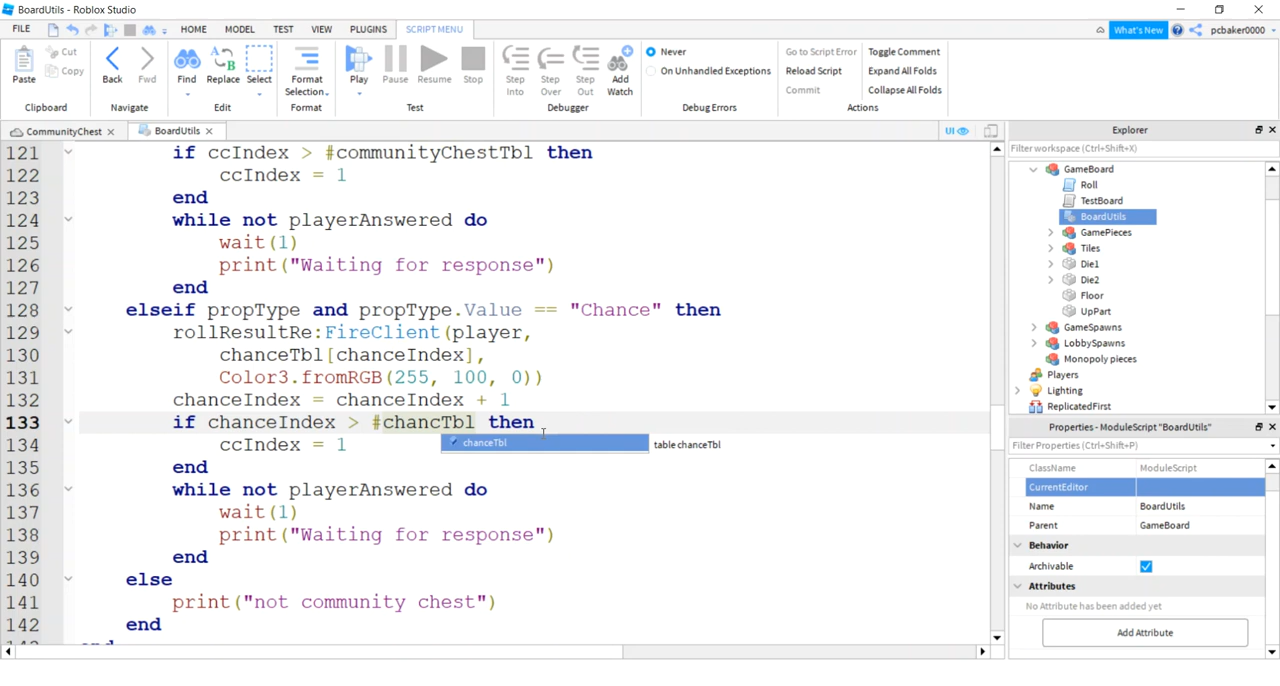 BoardUtils - Roblox Studio
FILE HOME MODEL TEST VIEW PLUGINS SCRIPT MENU What's New pcbaker0000
Paste Cut Copy Back Fwd Find Replace Select Format Selection Play Pause Resume Stop Step Into Step Over Step Out Add Watch Never On Unhandled Exceptions Go to Script Error Reload Script Commit Toggle Comment Expand All Folds Collapse All Folds
Clipboard Navigate Edit Format Test Debugger Debug Errors Actions
CommunityChest BoardUtils UI
121 if ccIndex > #communityChestTbl then
122 ccIndex = 1
123 end
124 while not playerAnswered do
125 wait(1)
126 print("Waiting for response")
127 end
128 elseif propType and propType.Value == "Chance" then
129 rollResultRe:FireClient(player,
130 chanceTbl[chanceIndex],
131 Color3.fromRGB(255, 100, 0))
132 chanceIndex = chanceIndex + 1
133 if chanceIndex > #chancTbl then
134 ccIndex = 1
chanceTbl table chanceTbl
135 end
136 while not playerAnswered do
137 wait(1)
138 print("Waiting for response")
139 end
140 else
141 print("not community chest")
142 end
Explorer
Filter workspace (Ctrl+Shift+X)
GameBoard
Roll
TestBoard
BoardUtils
GamePieces
Tiles
Die1
Die2
Floor
UpPart
GameSpawns
LobbySpawns
Monopoly pieces
Players
Lighting
ReplicatedFirst
Properties - ModuleScript "BoardUtils"
Filter Properties (Ctrl+Shift+P)
ClassName ModuleScript
CurrentEditor
Name BoardUtils
Parent GameBoard
Behavior
Archivable
Attributes
No Attribute has been added yet
Add Attribute